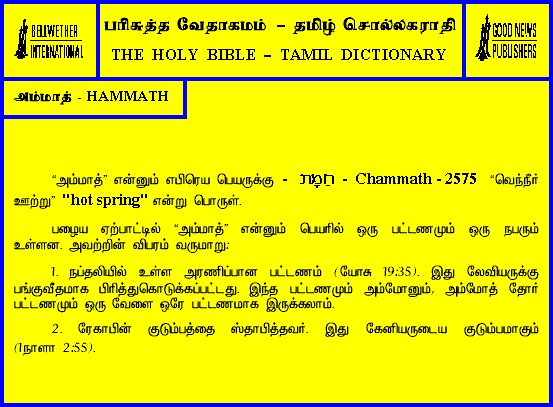 BELLWETHER
INTERNATIONAL
பரிசுத்த வேதாகமம் – தமிழ் சொல்லகராதி
THE HOLY BIBLE – TAMIL DICTIONARY
GOOD NEWS
PUBLISHERS
அம்மாத் - HAMMATH
“அம்மாத்” என்னும் எபிரெய பெயருக்கு - חמּת - Chammath - 2575 “வெந்நீர்
ஊற்று” "hot spring" என்று பொருள்.
பழைய ஏற்பாட்டில் “அம்மாத்” என்னும் பெயரில் ஒரு பட்டணமும் ஒரு நபரும்
உள்ளன. அவற்றின் விபரம் வருமாறு:
1. நப்தலியில் உள்ள அரணிப்பான பட்டணம் (யோசு 19:35). இது லேவியருக்கு
பங்குவீதமாக பிரித்துகொடுக்கப்பட்டது. இந்த பட்டணமும் அம்மோனும், அம்மோத் தோர்
பட்டணமும் ஒரு வேளை ஒரே பட்டணமாக இருக்கலாம்.
2. ரேகாபின் குடும்பத்தை ஸ்தாபித்தவர். இது கேனியருடைய குடும்பமாகும்
(1நாளா 2:55).